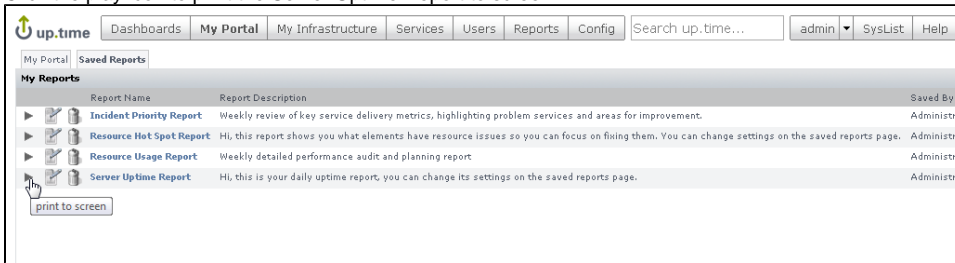 up.time Dashboards My Portal My Infrastructure Services Users Reports Config Search up.time... admin SysList Help
My Portal Saved Reports
My Reports
Report Name Report Description Saved By
Incident Priority Report Weekly review of key service delivery metrics, highlighting problem services and areas for improvement. Administr
Resource Hot Spot Report Hi, this report shows you what elements have resource issues so you can focus on fixing them. You can change settings on the saved reports page. Administr
Resource Usage Report Weekly detailed performance audit and planning report Administr
Server Uptime Report Hi, this is your daily uptime report, you can change its settings on the saved reports page. Administr
print to screen